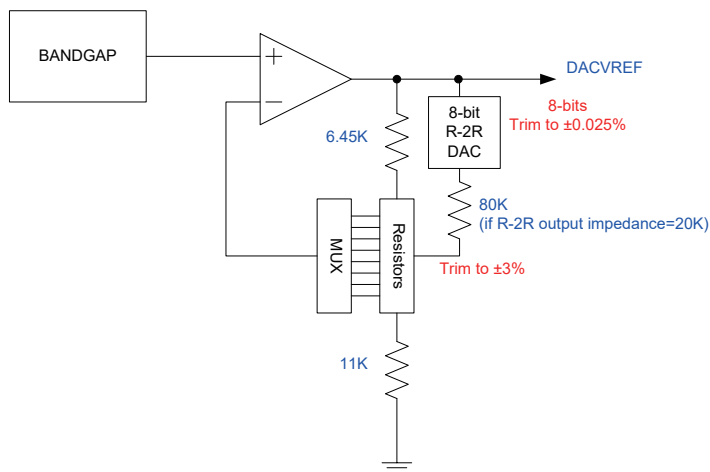 BANDGAP
+
−
DACVREF
8-bit
R-2R
DAC
8-bits
Trim to ±0.025%
6.45K
80K
(if R-2R output impedance=20K)
MUX
Resistors
Trim to ±3%
11K